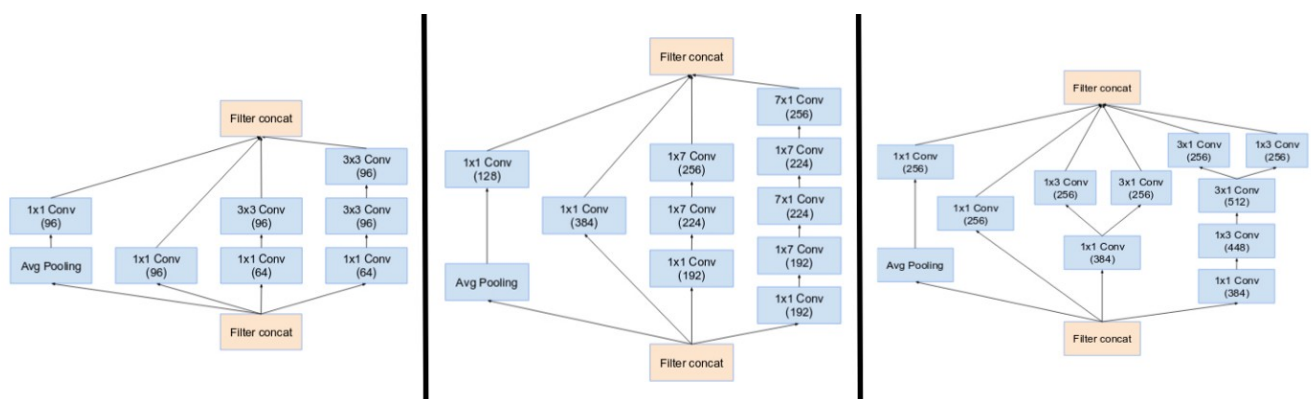 Filter concat
3x3 Conv
(96)
1x1 Conv
(96)
3x3 Conv
(96)
3x3 Conv
(96)
Avg Pooling
1x1 Conv
(96)
1x1 Conv
(64)
1x1 Conv
(64)
Filter concat
Filter concat
7x1 Conv
(256)
1x1 Conv
(128)
1x7 Conv
(256)
1x7 Conv
(224)
1x1 Conv
(384)
1x7 Conv
(224)
7x1 Conv
(224)
Avg Pooling
1x1 Conv
(192)
1x7 Conv
(192)
1x1 Conv
(192)
Filter concat
Filter concat
3x1 Conv
(256)
1x3 Conv
(256)
1x1 Conv
(256)
1x3 Conv
(256)
3x1 Conv
(256)
3x1 Conv
(512)
1x1 Conv
(256)
1x3 Conv
(448)
Avg Pooling
1x1 Conv
(384)
1x1 Conv
(384)
Filter concat